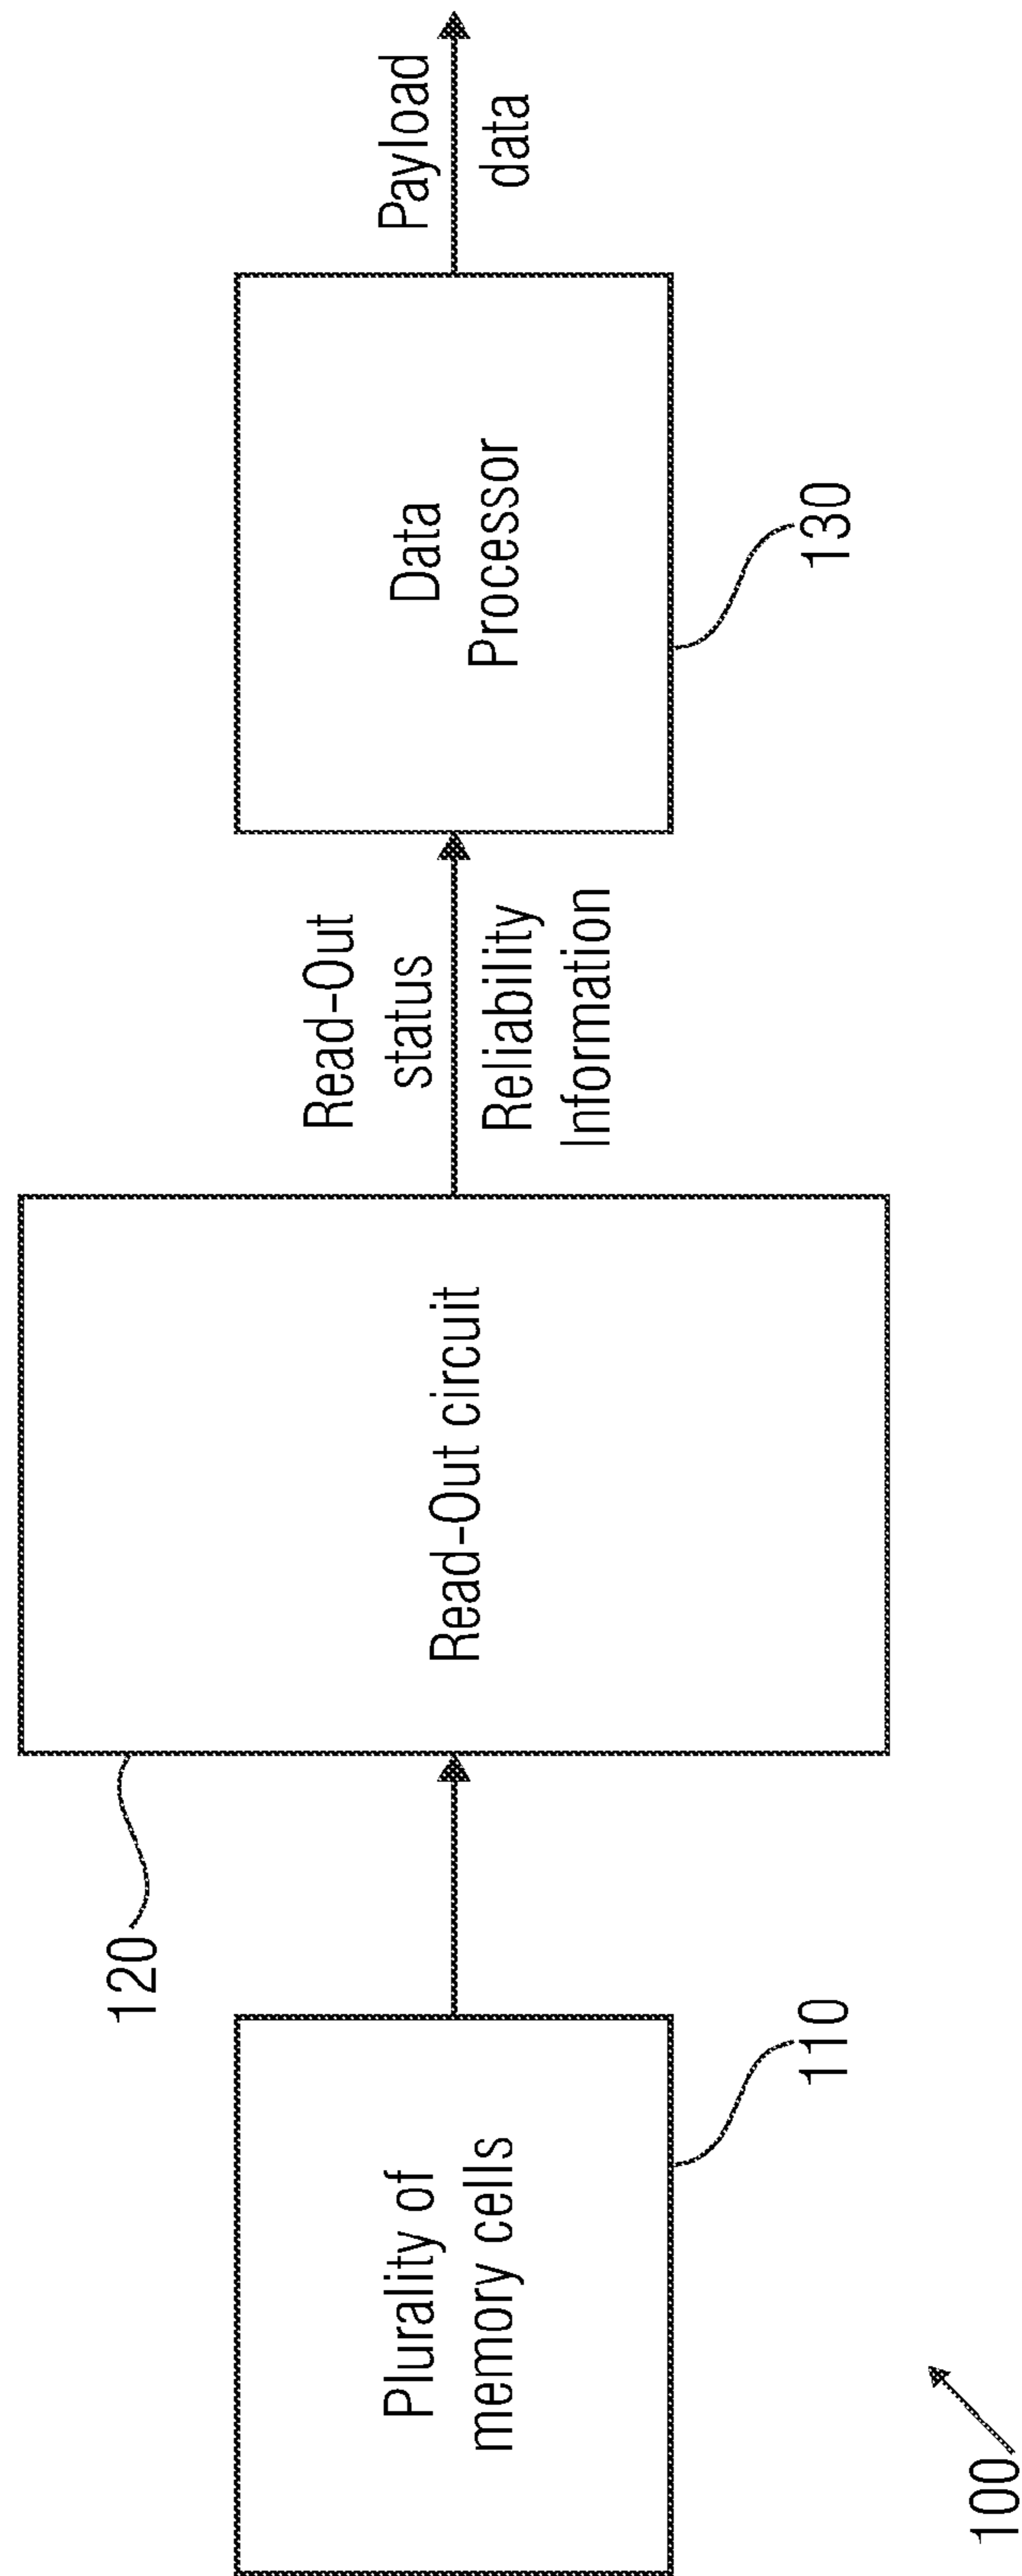 120
Plurality of
memory cells
110
Read-Out circuit
Read-Out
status
Reliability
Information
Data
Processor
130
Payload
data
100